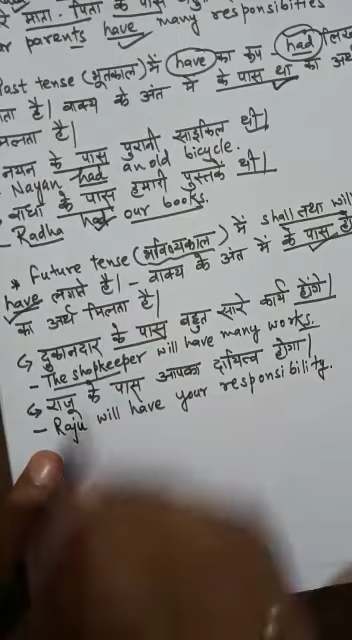 माता-पिता के पास
parents have many responsibities
Past tense (भूतकाल) में have का रूप had
है। वाक्य के अंत में के पास था का अर्थ
मिलता है।
नयन के पास पुरानी साइकिल थी।
- Nayan had an old bicycle.
राधा के पास हमारी पुस्तकें थी।
- Radha had our books.
* Future tense (भविष्यकाल) में shall तथा will
have लगाते हैं। - वाक्य के अंत में के पास
का अर्थ मिलता है।
↳ दुकानदार के पास बहुत सारे कार्य होंगे।
- The shopkeeper will have many works.
↳ राजू के पास आपका दायित्व होगा।
- Raju will have your responsibility.